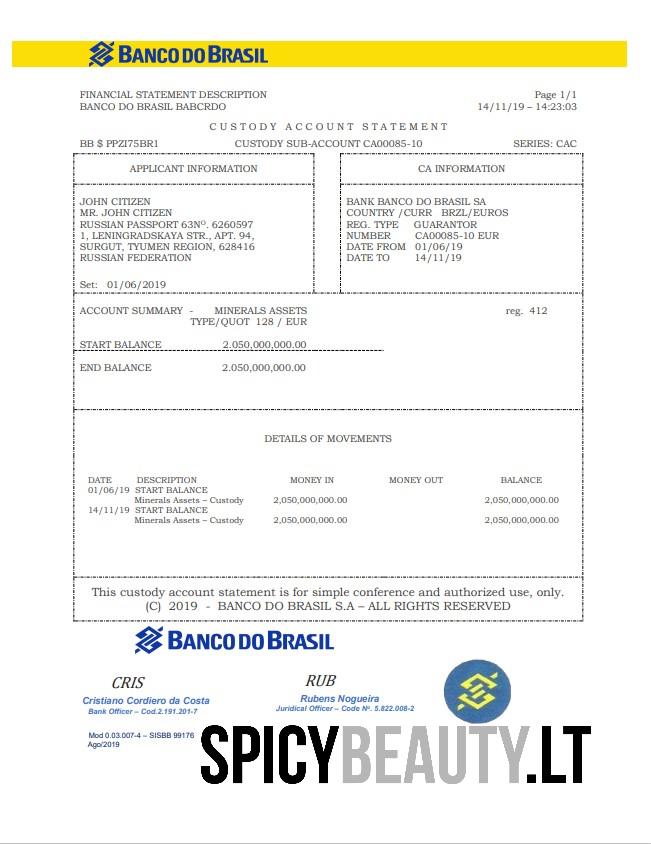 BANCO DO BRASIL
FINANCIAL STATEMENT DESCRIPTION Page 1/1
BANCO DO BRASIL BABCRDO 14/11/19 – 14:23:03
CUSTODY ACCOUNT STATEMENT
BB $ PPZI75BR1 CUSTODY SUB-ACCOUNT CA00085-10 SERIES: CAC
APPLICANT INFORMATION
JOHN CITIZEN
MR. JOHN CITIZEN
RUSSIAN PASSPORT 63Nº. 6260597
1, LENINGRADSKAYA STR., APT. 94,
SURGUT, TYUMEN REGION, 628416
RUSSIAN FEDERATION
Set: 01/06/2019
CA INFORMATION
BANK BANCO DO BRASIL SA
COUNTRY /CURR BRZL/EUROS
REG. TYPE GUARANTOR
NUMBER CA00085-10 EUR
DATE FROM 01/06/19
DATE TO 14/11/19
ACCOUNT SUMMARY - MINERALS ASSETS reg. 412
TYPE/QUOT 128 / EUR
START BALANCE 2.050,000,000.00
END BALANCE 2.050,000,000.00
DETAILS OF MOVEMENTS
DATE DESCRIPTION MONEY IN MONEY OUT BALANCE
01/06/19 START BALANCE
Minerals Assets – Custody 2,050,000,000.00 2,050,000,000.00
14/11/19 START BALANCE
Minerals Assets – Custody 2,050,000,000.00 2,050,000,000.00
This custody account statement is for simple conference and authorized use, only.
(C) 2019 - BANCO DO BRASIL S.A – ALL RIGHTS RESERVED
BANCO DO BRASIL
CRIS
Cristiano Cordiero da Costa
Bank Officer – Cod.2.191.201-7
RUB
Rubens Nogueira
Juridical Officer – Code Nº. 5.822.008-2
Mod 0.03.007-4 – SISBB 99176
Ago/2019
SPICYBEAUTY.LT